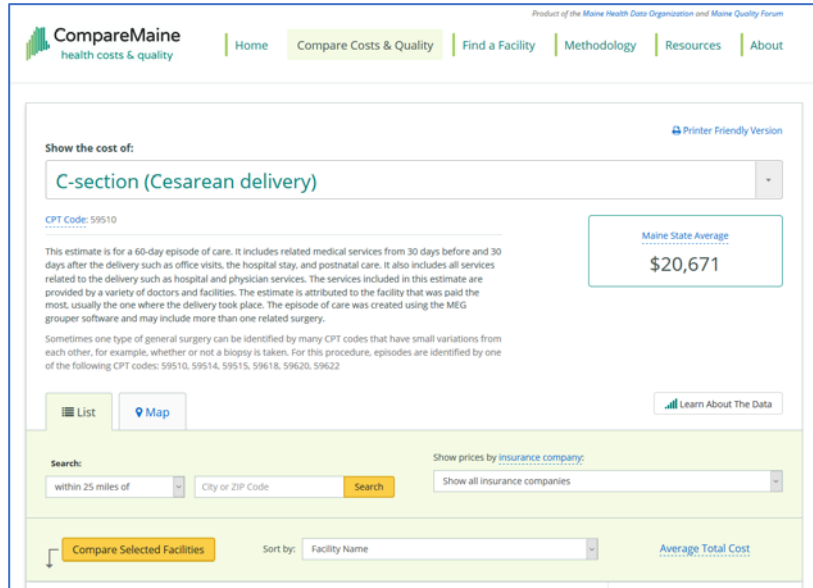 Product of the Maine Health Data Organization and Maine Quality Forum
CompareMaine
health costs & quality
Home
Compare Costs & Quality
Find a Facility
Methodology
Resources
About
Printer Friendly Version
Show the cost of:
C-section (Cesarean delivery)
CPT Code: 59510
Maine State Average
$20,671
This estimate is for a 60-day episode of care. It includes related medical services from 30 days before and 30
days after the delivery such as office visits, the hospital stay, and postnatal care. It also includes all services
related to the delivery such as hospital and physician services. The services included in this estimate are
provided by a variety of doctors and facilities. The estimate is attributed to the facility that was paid the
most, usually the one where the delivery took place. The episode of care was created using the MEG
grouper software and may include more than one related surgery.
Sometimes one type of general surgery can be identified by many CPT codes that have small variations from
each other, for example, whether or not a biopsy is taken. For this procedure, episodes are identified by one
of the following CPT codes: 59510, 59514, 59515, 59618, 59620, 59622
List
Map
Learn About The Data
Search:
within 25 miles of
City or ZIP Code
Search
Show prices by insurance company:
Show all insurance companies
Compare Selected Facilities
Sort by:
Facility Name
Average Total Cost